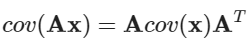 cov(Ax) = Acov(x)A^T